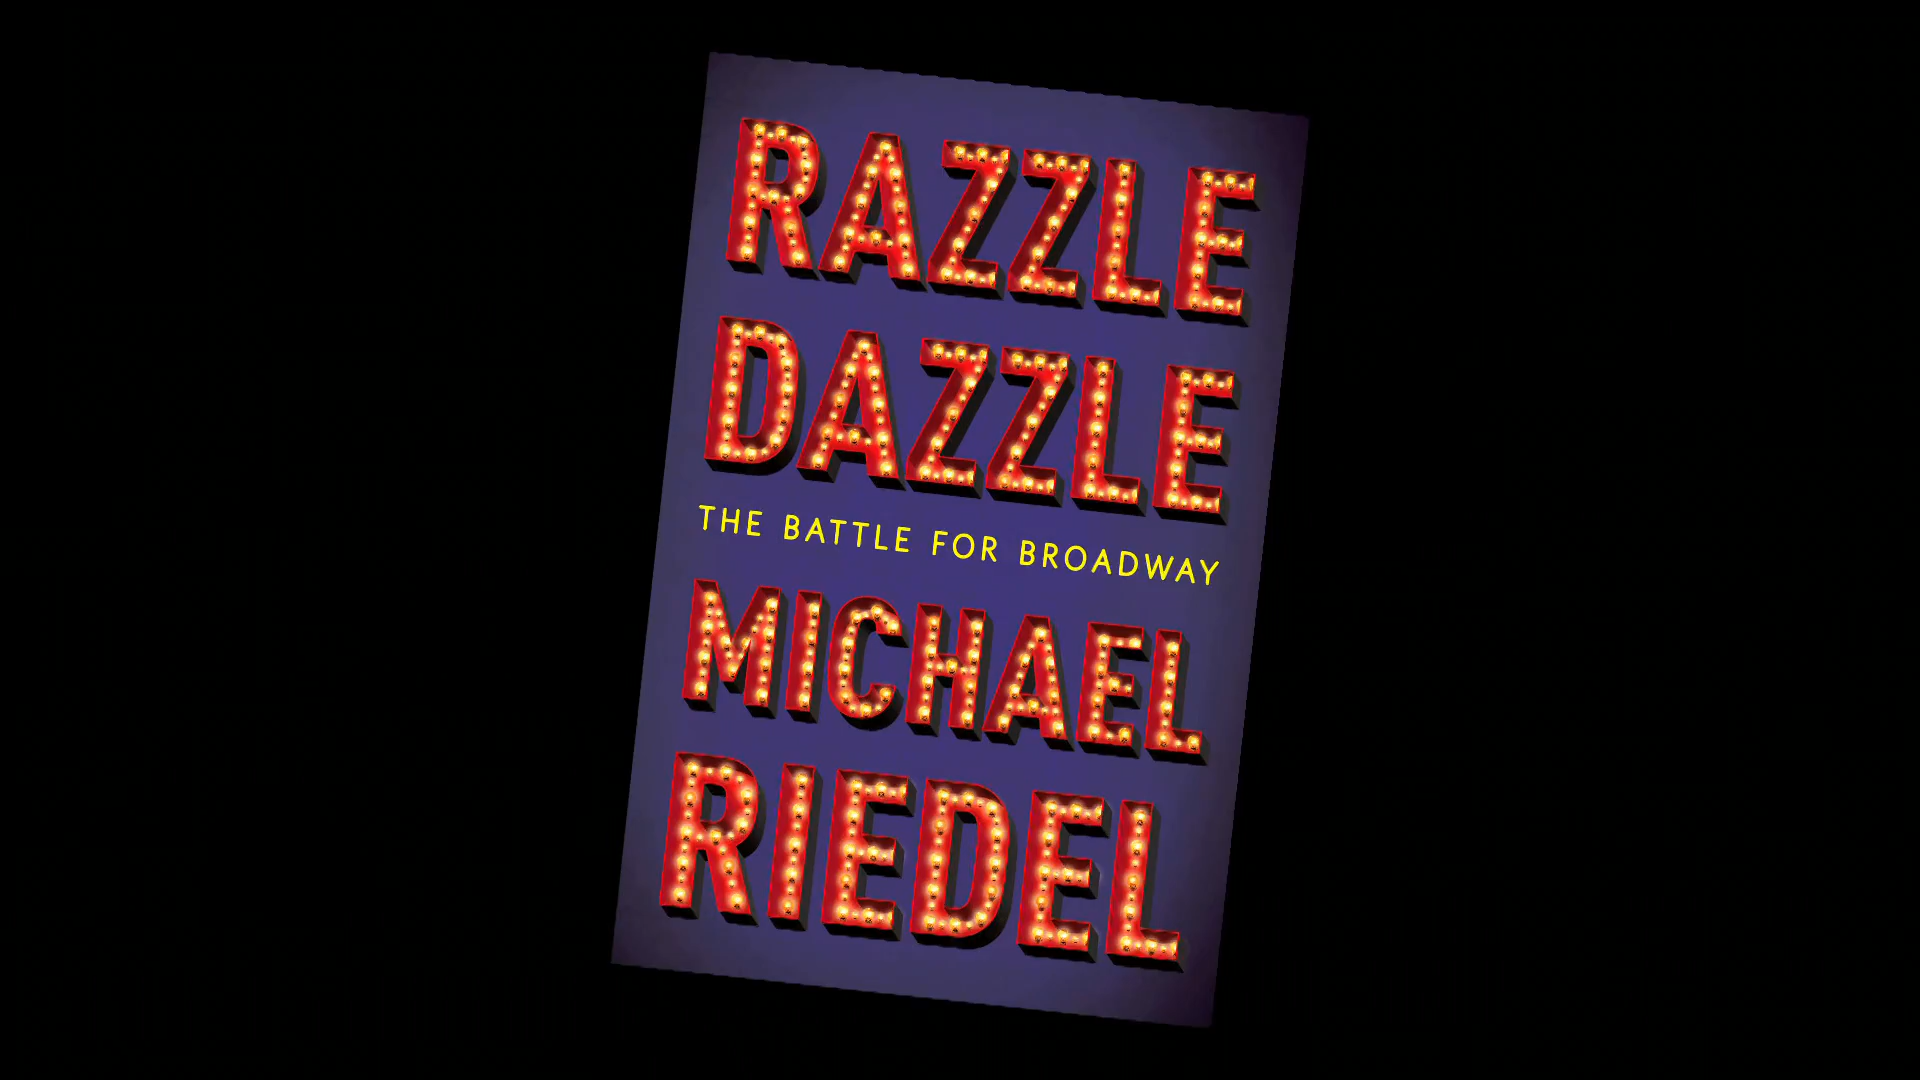 RAZZLE
DAZZLE
THE BATTLE FOR BROADWAY
MICHAEL
RIEDEL